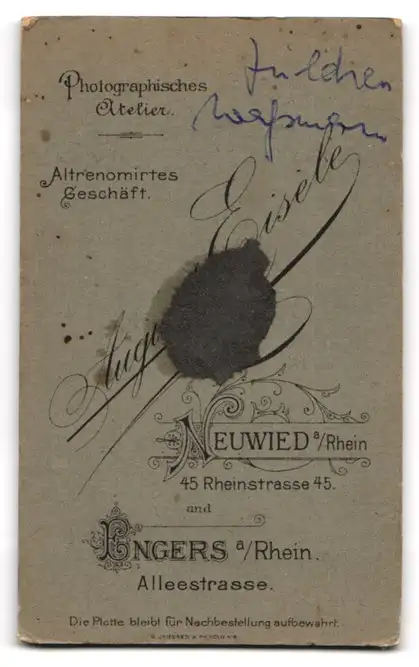 Photographisches
Atelier.
Altrenomirtes
Geschäft.
Eisele
NEUWIED a/Rhein
45 Rheinstrasse 45.
and
ENGERS a/Rhein.
Alleestrasse.
Die Platte bleibt für Nachbestellung aufbewahrt.